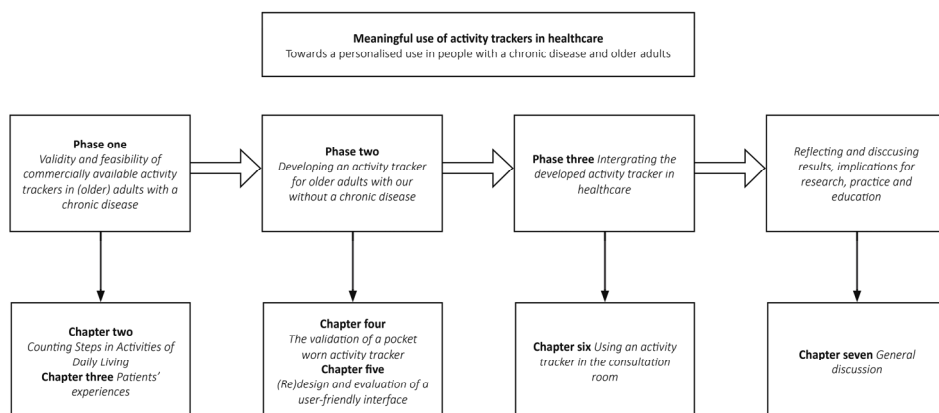 Meaningful use of activity trackers in healthcare
Towards a personalised use in people with a chronic disease and older adults
Phase one
Validity and feasibility of
commercially available activity
trackers in (older) adults with a
chronic disease
Phase two
Developing an activity tracker
for older adults with our
without a chronic disease
Phase three Intergrating the
developed activity tracker in
healthcare
Reflecting and disccusing
results, implications for
research, practice and
education
Chapter two
Counting Steps in Activities of
Daily Living
Chapter three Patients’
experiences
Chapter four
The validation of a pocket
worn activity tracker
Chapter five
(Re)design and evaluation of a
user-friendly interface
Chapter six Using an activity
tracker in the consultation
room
Chapter seven General
discussion